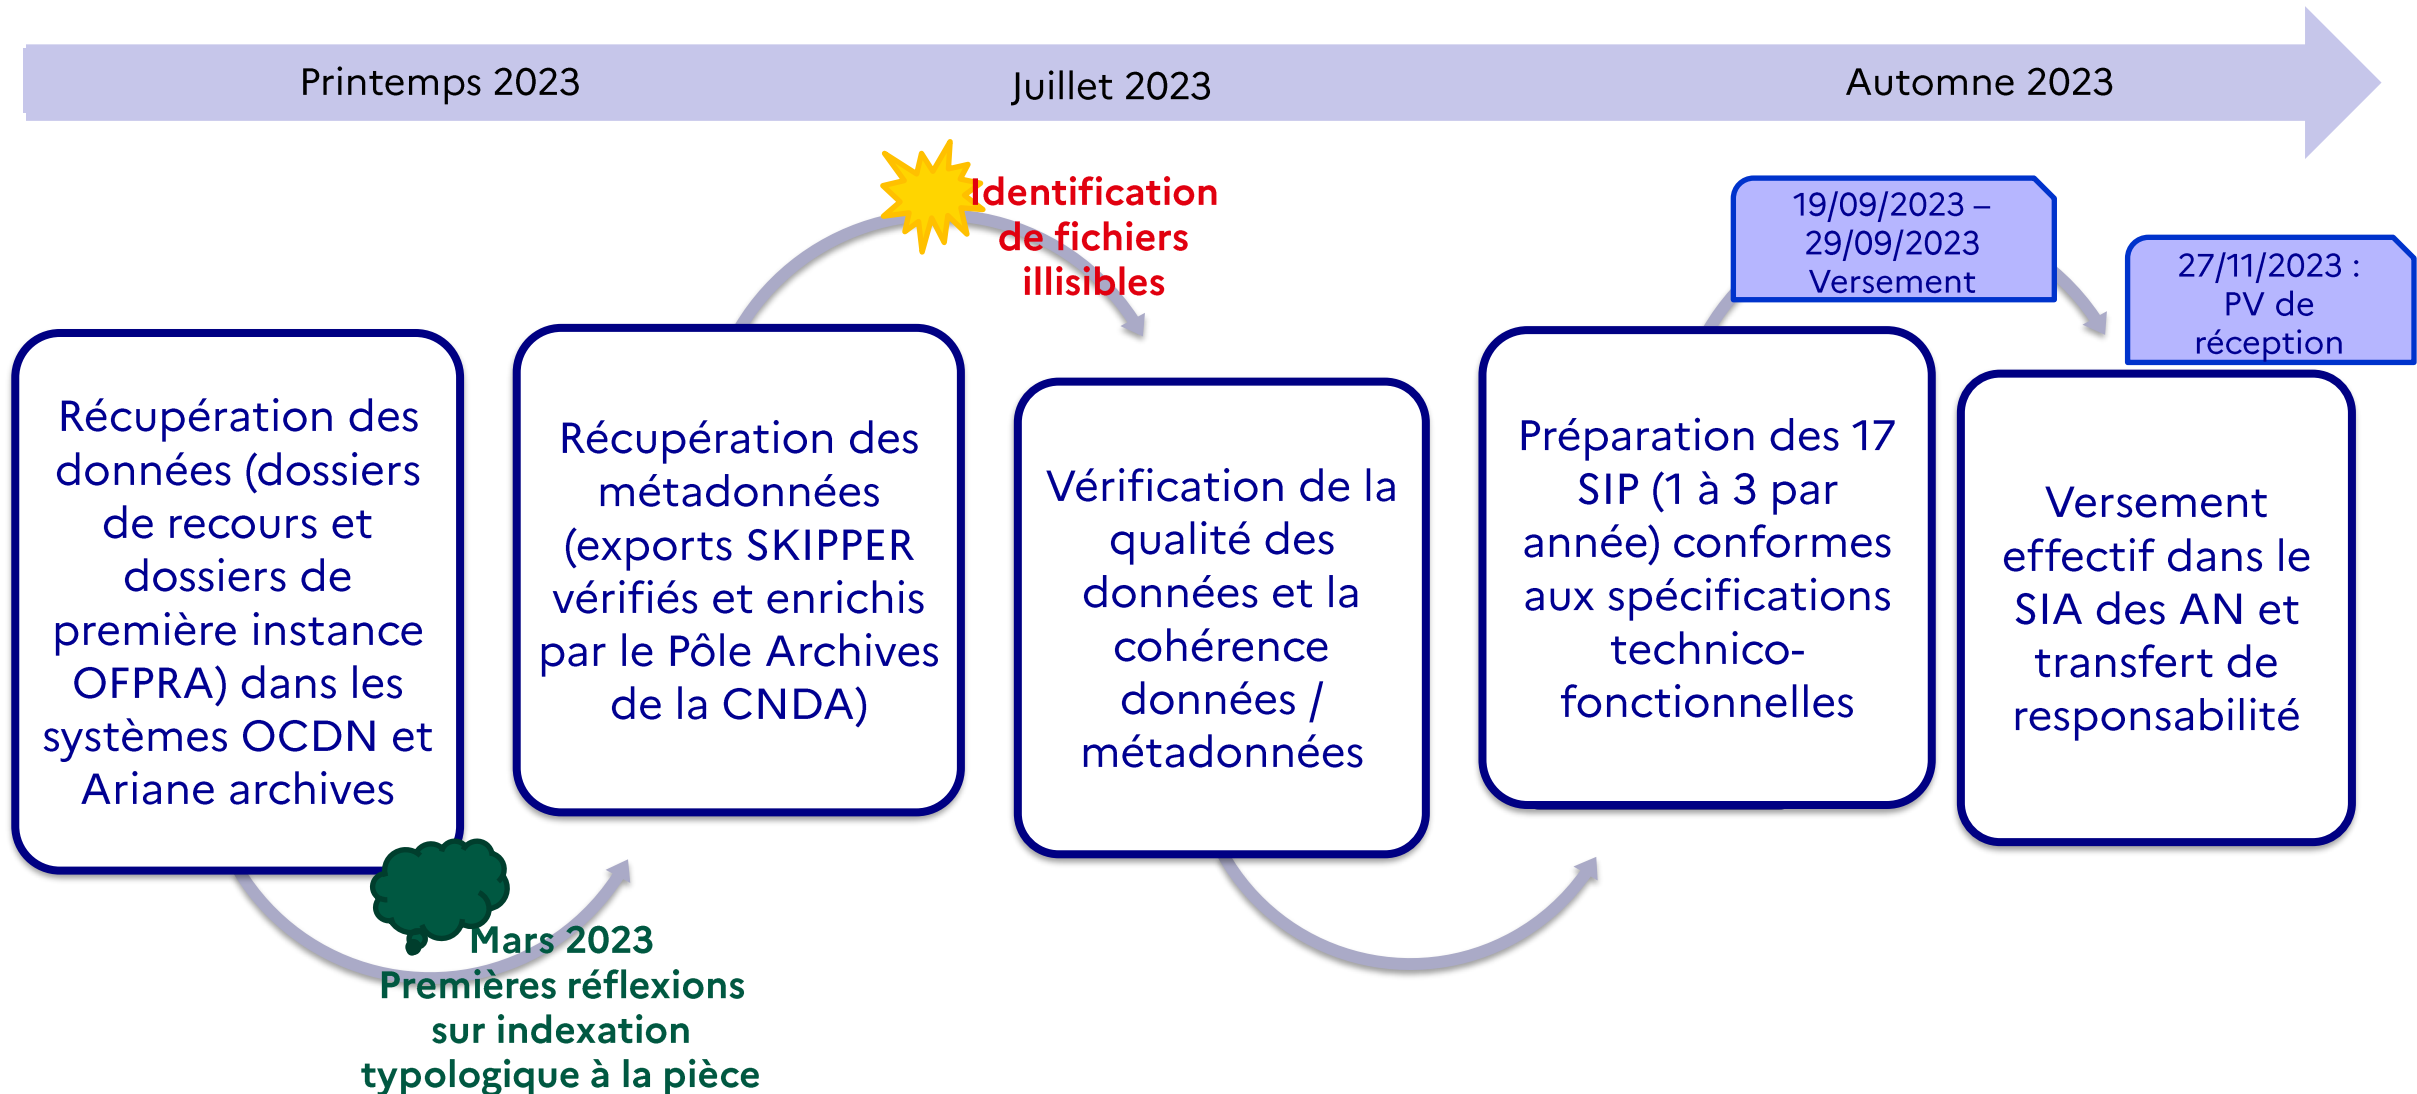 Printemps 2023
Juillet 2023
Automne 2023
Identification
de fichiers
illisibles
19/09/2023 –
29/09/2023
Versement
27/11/2023 :
PV de
réception
Récupération des
données (dossiers
de recours et
dossiers de
première instance
OFPRA) dans les
systèmes OCDN et
Ariane archives
Récupération des
métadonnées
(exports SKIPPER
vérifiés et enrichis
par le Pôle Archives
de la CNDA)
Vérification de la
qualité des
données et la
cohérence
données /
métadonnées
Préparation des 17
SIP (1 à 3 par
année) conformes
aux spécifications
technico-
fonctionnelles
Versement
effectif dans le
SIA des AN et
transfert de
responsabilité
Mars 2023
Premières réflexions
sur indexation
typologique à la pièce